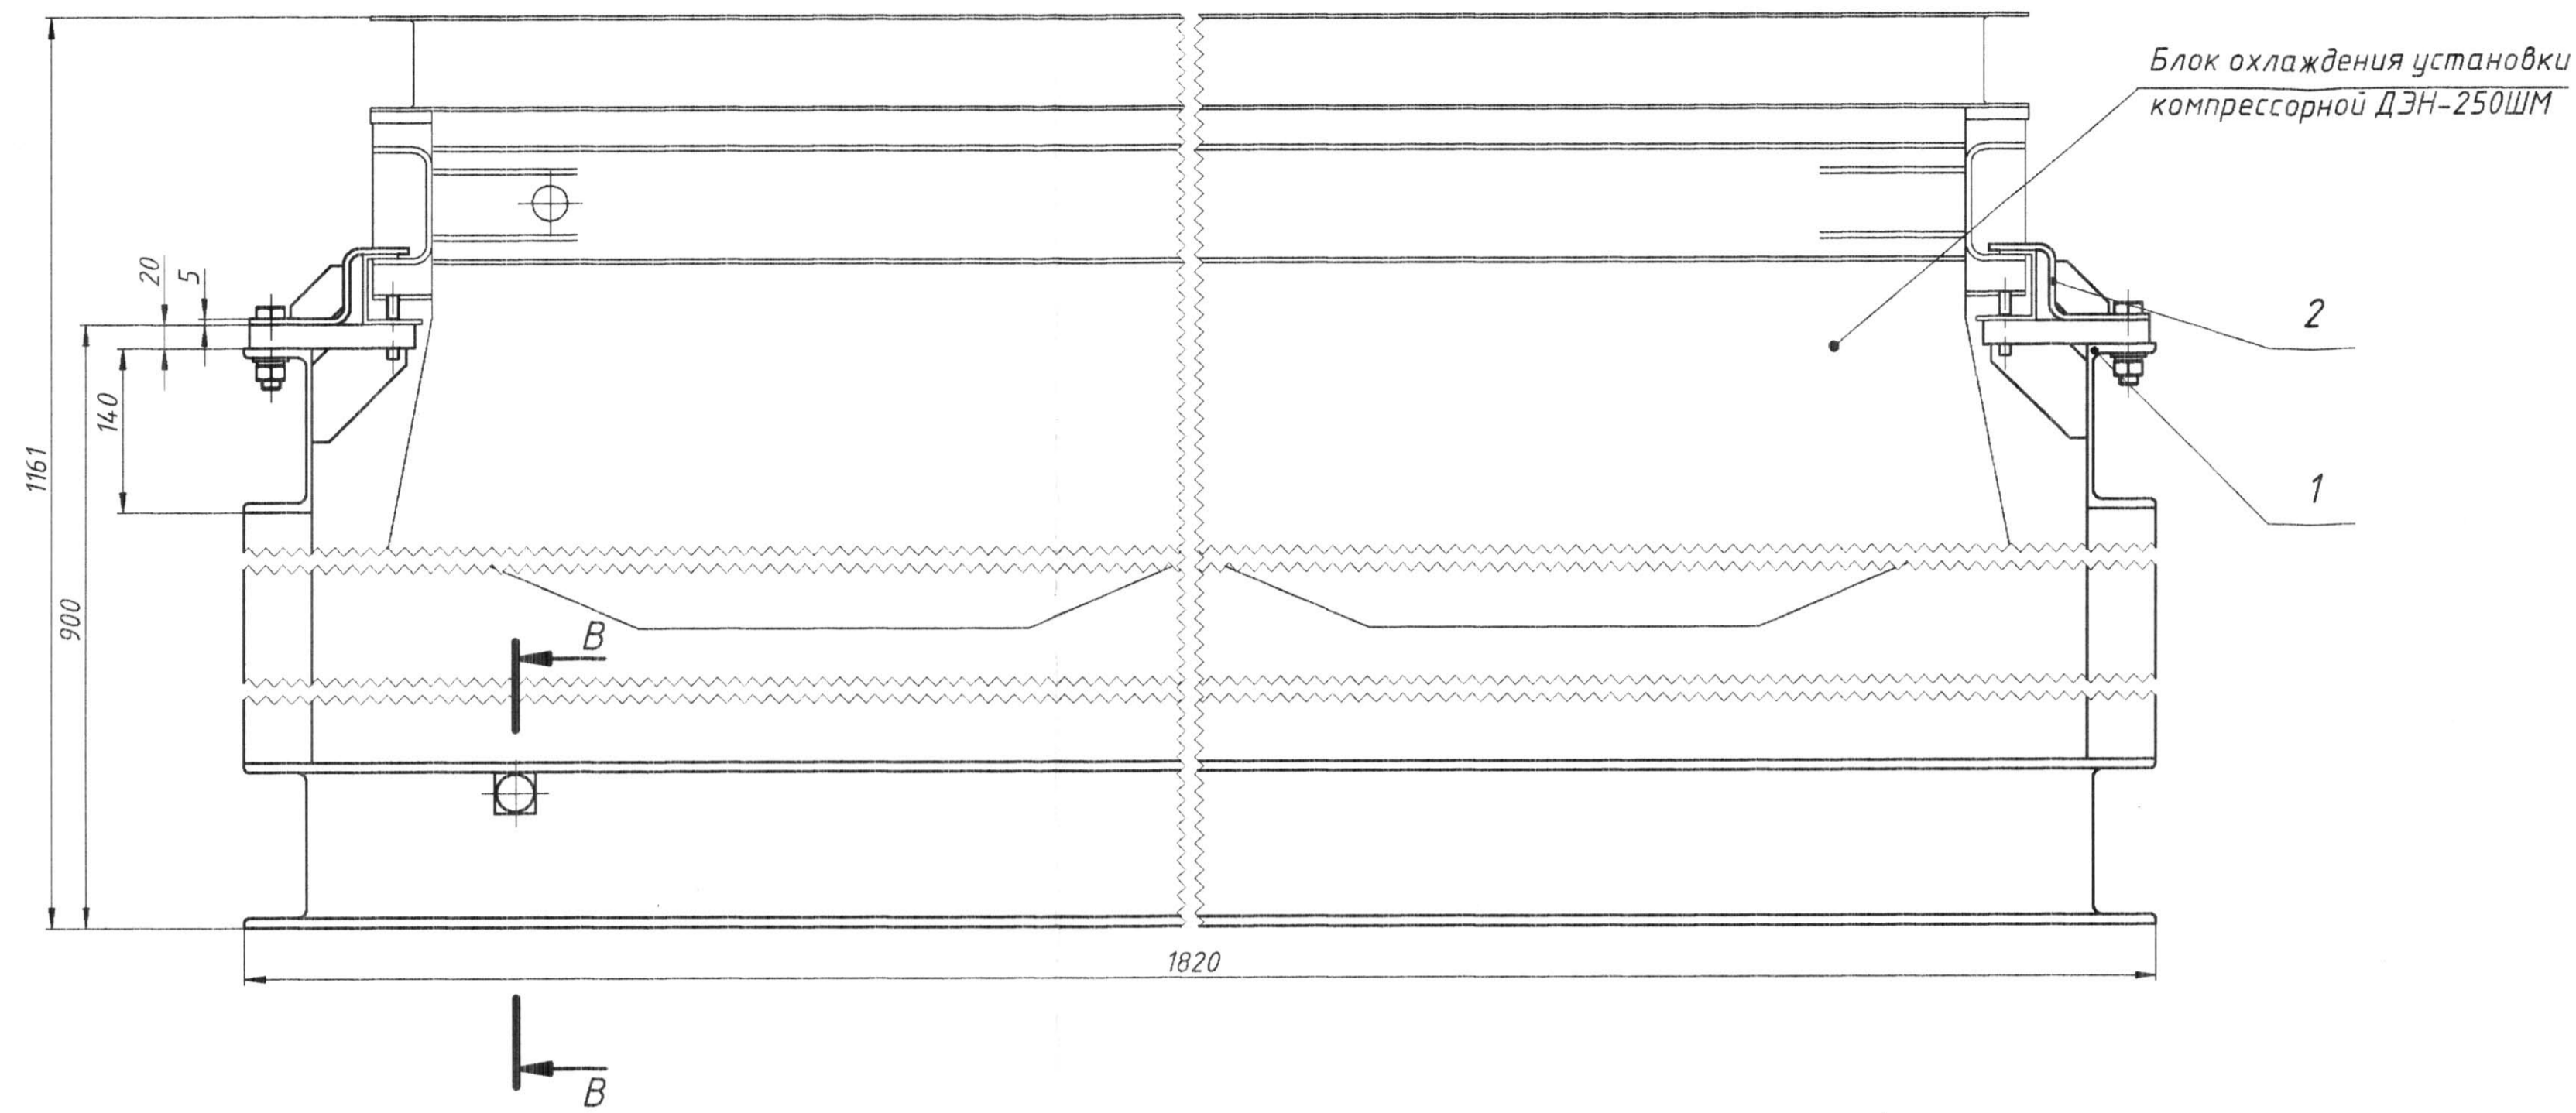 Блок охлаждения установки
компрессорной ДЭН-250ШМ
20
5
2
140
1161
1
900
В
1820
В